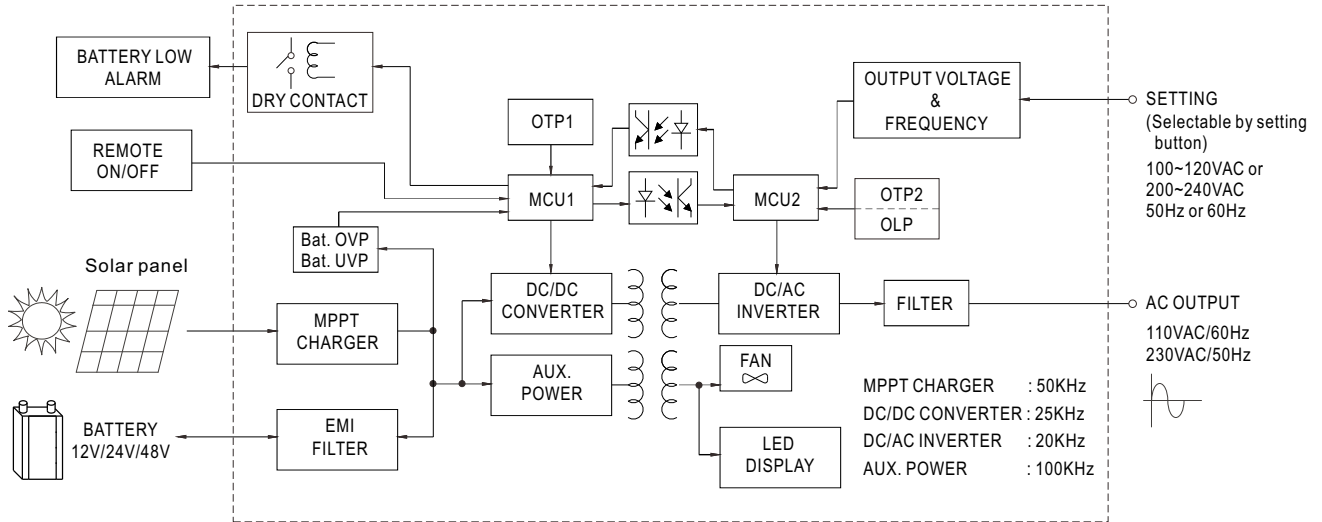 BATTERY LOW
ALARM
DRY CONTACT
REMOTE
ON/OFF
OTP1
MCU1
MCU2
OUTPUT VOLTAGE
&
FREQUENCY
SETTING
(Selectable by setting
button)
100~120VAC or
200~240VAC
50Hz or 60Hz
OTP2
OLP
Bat. OVP
Bat. UVP
Solar panel
MPPT
CHARGER
DC/DC
CONVERTER
DC/AC
INVERTER
FILTER
AC OUTPUT
110VAC/60Hz
230VAC/50Hz
AUX.
POWER
FAN
BATTERY
12V/24V/48V
EMI
FILTER
LED
DISPLAY
MPPT CHARGER : 50KHz
DC/DC CONVERTER : 25KHz
DC/AC INVERTER : 20KHz
AUX. POWER : 100KHz